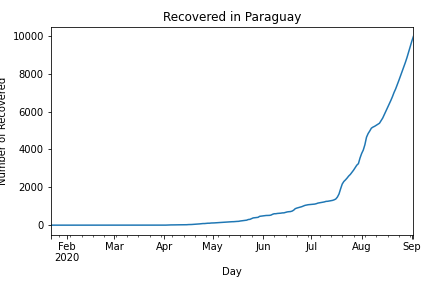 Recovered in Paraguay
Number of Recovered
10000
8000
6000
4000
2000
0
Feb
2020
Mar
Apr
May
Jun
Jul
Aug
Sep
Day